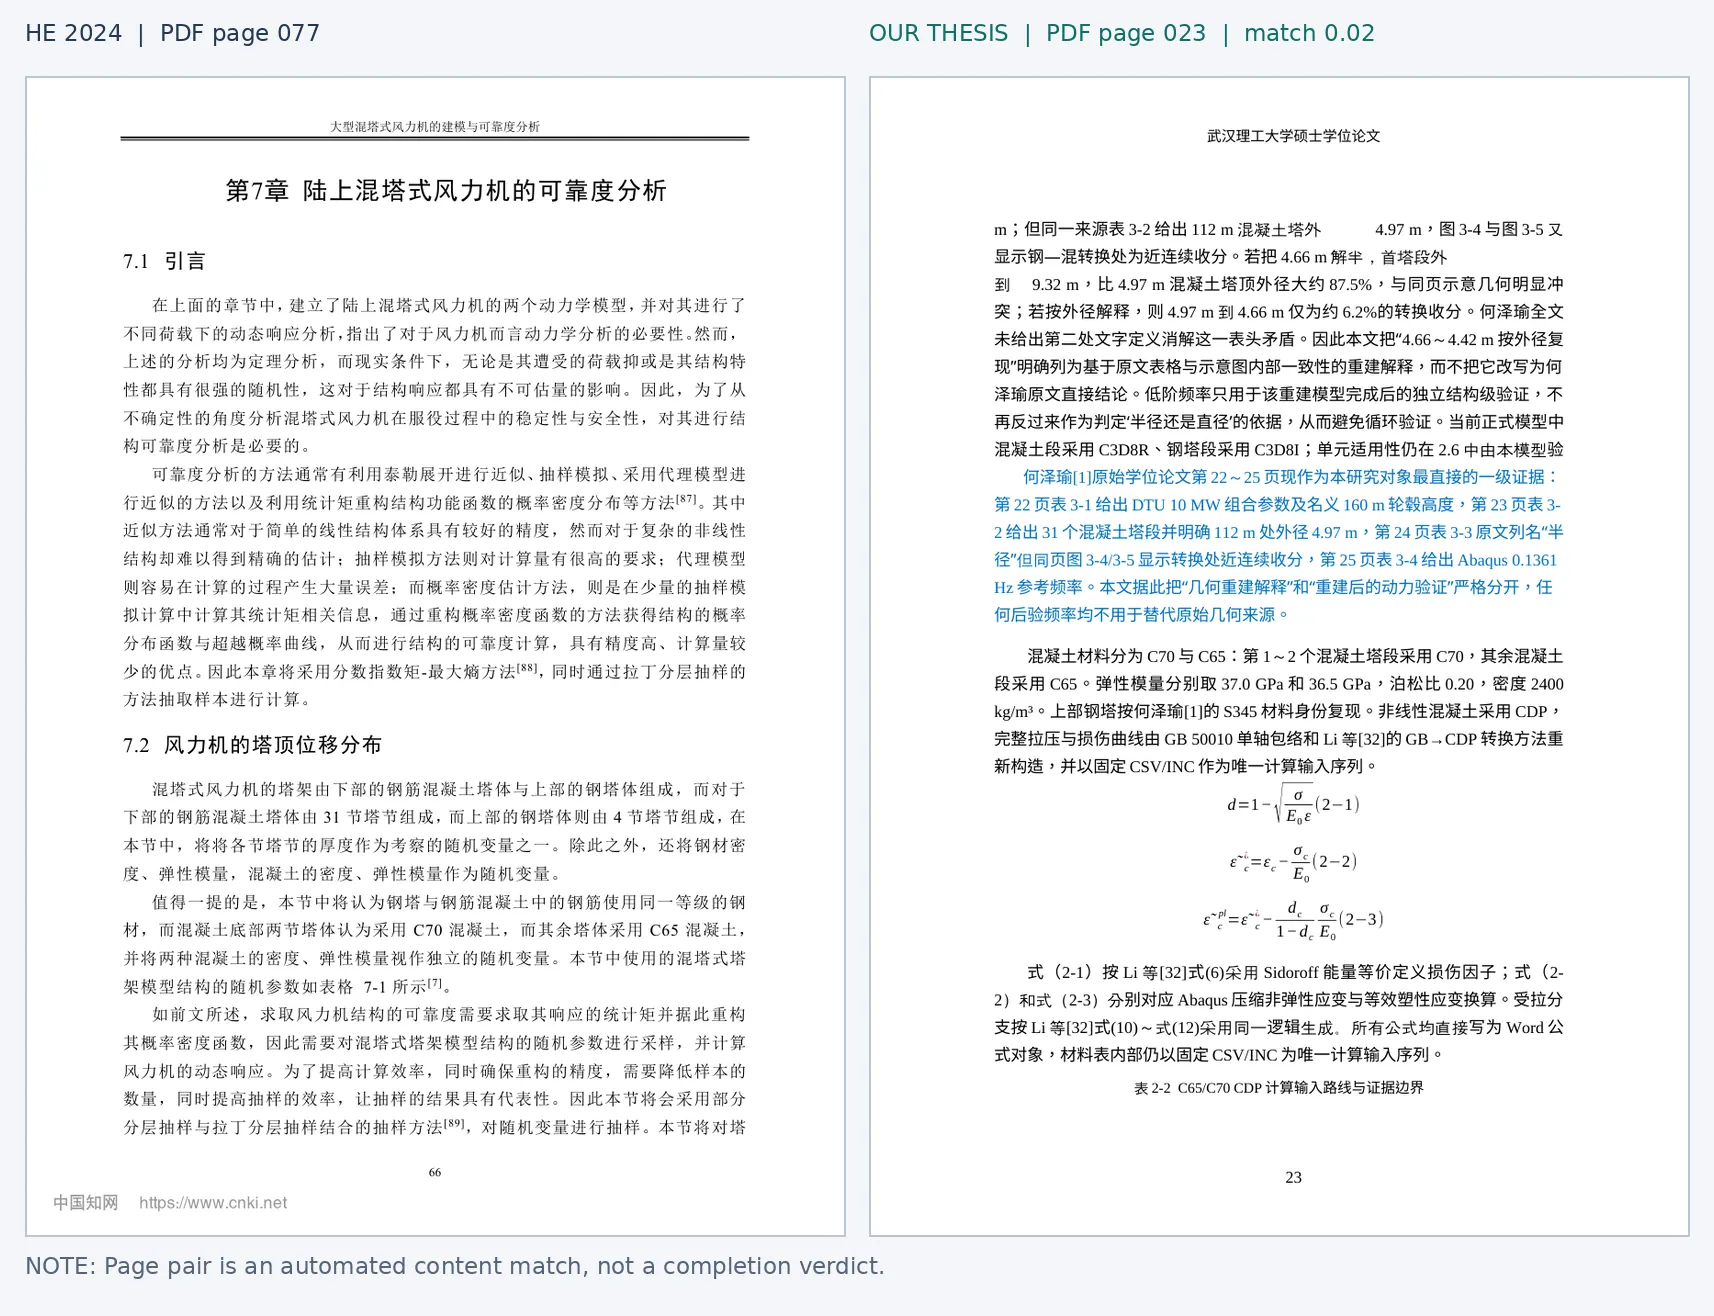 HE 2024 | PDF page 077
大型混塔式风力机的建模与可靠度分析
第7章 陆上混塔式风力机的可靠度分析
7.1 引言
在上面的章节中，建立了陆上混塔式风力机的两个动力学模型，并对其进行了
不同荷载下的动态响应分析，指出了对于风力机而言动力学分析的必要性。然而，
上述的分析均为定理分析，而现实条件下，无论是其遭受的荷载抑或是其结构特
性都具有很强的随机性，这对于结构响应都具有不可估量的影响。因此，为了从
不确定性的角度分析混塔式风力机在服役过程中的稳定性与安全性，对其进行结
构可靠度分析是必要的。
可靠度分析的方法通常有利用泰勒展开进行近似、抽样模拟、采用代理模型进
行近似的方法以及利用统计矩重构结构功能函数的概率密度分布等方法[87]。其中
近似方法通常对于简单的线性结构体系具有较好的精度，然而对于复杂的非线性
结构却难以得到精确的估计；抽样模拟方法则对计算量有很高的要求；代理模型
则容易在计算的过程产生大量误差；而概率密度估计方法，则是在少量的抽样模
拟计算中计算其统计矩相关信息，通过重构概率密度函数的方法获得结构的概率
分布函数与超越概率曲线，从而进行结构的可靠度计算，具有精度高、计算量较
少的优点。因此本章将采用分数指数矩-最大熵方法[88]，同时通过拉丁分层抽样的
方法抽取样本进行计算。
7.2 风力机的塔顶位移分布
混塔式风力机的塔架由下部的钢筋混凝土塔体与上部的钢塔体组成，而对于
下部的钢筋混凝土塔体由 31 节塔节组成，而上部的钢塔体则由 4 节塔节组成，在
本节中，将将各节塔节的厚度作为考察的随机变量之一。除此之外，还将钢材密
度、弹性模量，混凝土的密度、弹性模量作为随机变量。
值得一提的是，本节中将认为钢塔与钢筋混凝土中的钢筋使用同一等级的钢
材，而混凝土底部两节塔体认为采用 C70 混凝土，而其余塔体采用 C65 混凝土，
并将两种混凝土的密度、弹性模量视作独立的随机变量。本节中使用的混塔式塔
架模型结构的随机参数如表格 7-1 所示[7]。
如前文所述，求取风力机结构的可靠度需要求取其响应的统计矩并据此重构
其概率密度函数，因此需要对混塔式塔架模型结构的随机参数进行采样，并计算
风力机的动态响应。为了提高计算效率，同时确保重构的精度，需要降低样本的
数量，同时提高抽样的效率，让抽样的结果具有代表性。因此本节将会采用部分
分层抽样与拉丁分层抽样结合的抽样方法[89]，对随机变量进行抽样。本节将对塔
66
中国知网 https://www.cnki.net
OUR THESIS | PDF page 023 | match 0.02
武汉理工大学硕士学位论文
m；但同一来源表 3-2 给出 112 m 混凝土塔外 4.97 m，图 3-4 与图 3-5 又
显示钢—混转换处为近连续收分。若把 4.66 m 解半，首塔段外
到 9.32 m，比 4.97 m 混凝土塔顶外径大约 87.5%，与同页示意几何明显冲
突；若按外径解释，则 4.97 m 到 4.66 m 仅为约 6.2%的转换收分。何泽瑜全文
未给出第二处文字定义消解这一表头矛盾。因此本文把“4.66～4.42 m 按外径复
现”明确列为基于原文表格与示意图内部一致性的重建解释，而不把它改写为何
泽瑜原文直接结论。低阶频率只用于该重建模型完成后的独立结构级验证，不
再反过来作为判定‘半径还是直径’的依据，从而避免循环验证。当前正式模型中
混凝土段采用 C3D8R、钢塔段采用 C3D8I；单元适用性仍在 2.6 中由本模型验
何泽瑜[1]原始学位论文第 22～25 页现作为本研究对象最直接的一级证据：
第 22 页表 3-1 给出 DTU 10 MW 组合参数及名义 160 m 轮毂高度，第 23 页表 3-
2 给出 31 个混凝土塔段并明确 112 m 处外径 4.97 m，第 24 页表 3-3 原文列名“半
径”但同页图 3-4/3-5 显示转换处近连续收分，第 25 页表 3-4 给出 Abaqus 0.1361
Hz 参考频率。本文据此把“几何重建解释”和“重建后的动力验证”严格分开，任
何后验频率均不用于替代原始几何来源。
混凝土材料分为 C70 与 C65：第 1～2 个混凝土塔段采用 C70，其余混凝土
段采用 C65。弹性模量分别取 37.0 GPa 和 36.5 GPa，泊松比 0.20，密度 2400
kg/m³。上部钢塔按何泽瑜[1]的 S345 材料身份复现。非线性混凝土采用 CDP，
完整拉压与损伤曲线由 GB 50010 单轴包络和 Li 等[32]的 GB→CDP 转换方法重
新构造，并以固定 CSV/INC 作为唯一计算输入序列。
d=1−√(σ/(E₀ε))(2−1)
ε˜_c^¿=ε_c−σ_c/E₀(2−2)
ε˜_c^pl=ε˜_c^¿−d_c/(1−d_c) σ_c/E₀(2−3)
式（2-1）按 Li 等[32]式(6)采用 Sidoroff 能量等价定义损伤因子；式（2-
2）和式（2-3）分别对应 Abaqus 压缩非弹性应变与等效塑性应变换算。受拉分
支按 Li 等[32]式(10)～式(12)采用同一逻辑生成。所有公式均直接写为 Word 公
式对象，材料表内部仍以固定 CSV/INC 为唯一计算输入序列。
表 2-2 C65/C70 CDP 计算输入路线与证据边界
23
NOTE: Page pair is an automated content match, not a completion verdict.